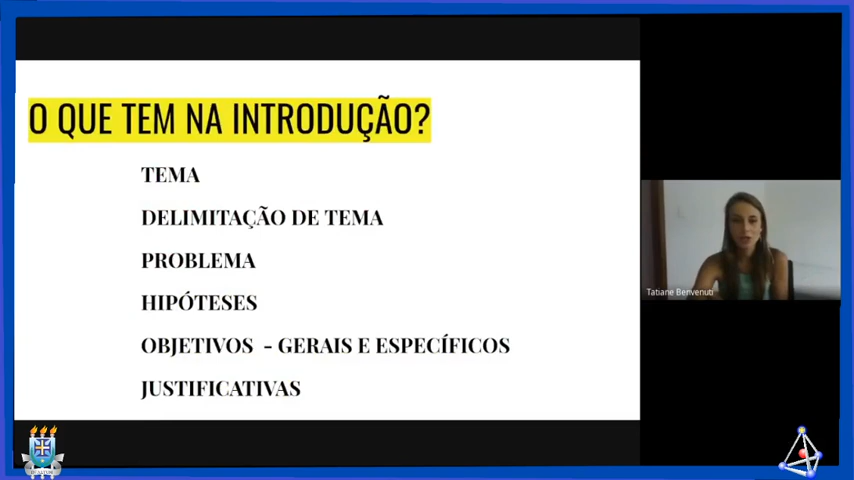 O QUE TEM NA INTRODUÇÃO?
TEMA
DELIMITAÇÃO DE TEMA
PROBLEMA
HIPÓTESES
OBJETIVOS - GERAIS E ESPECÍFICOS
JUSTIFICATIVAS
Tatiane Benvenuti